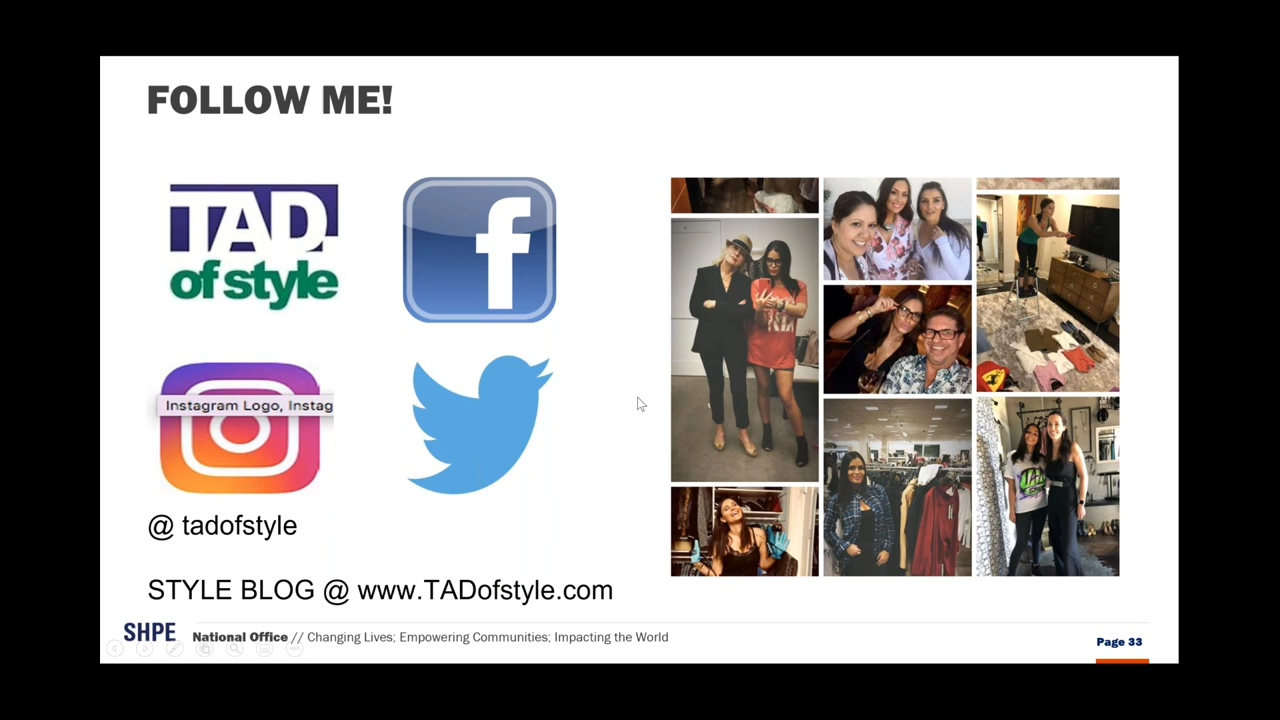 FOLLOW ME!
TAD
of style
f
Instagram Logo, Instag
@ tadofstyle
STYLE BLOG @ www.TADofstyle.com
SHPE National Office // Changing Lives; Empowering Communities; Impacting the World
Page 33
TAD